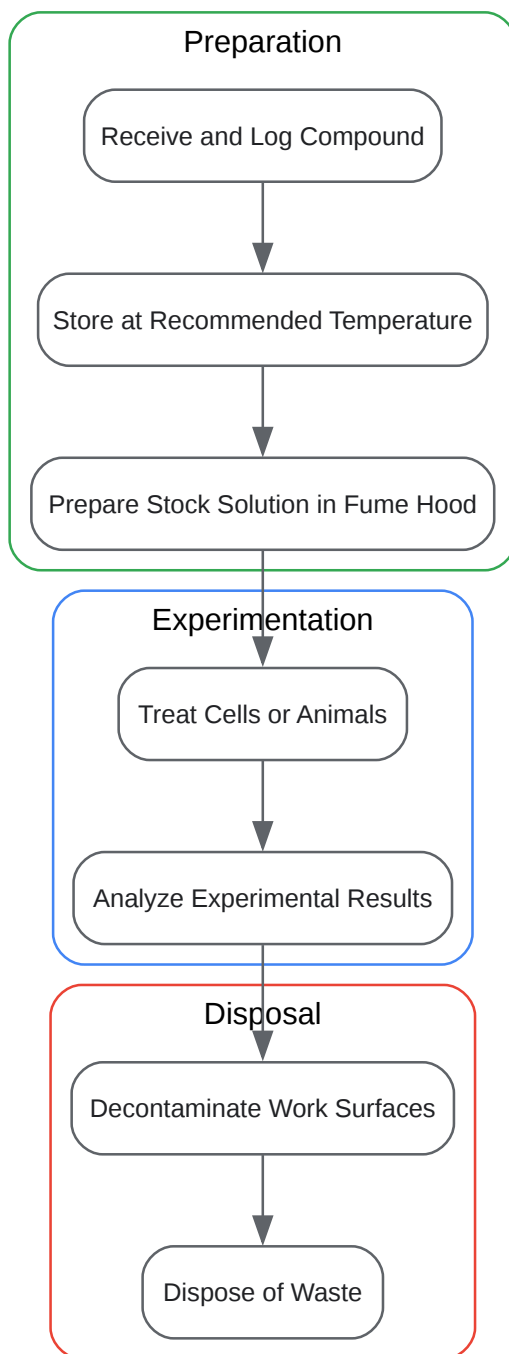 Preparation
Receive and Log Compound
Store at Recommended Temperature
Prepare Stock Solution in Fume Hood
Experimentation
Treat Cells or Animals
Analyze Experimental Results
Disposal
Decontaminate Work Surfaces
Dispose of Waste